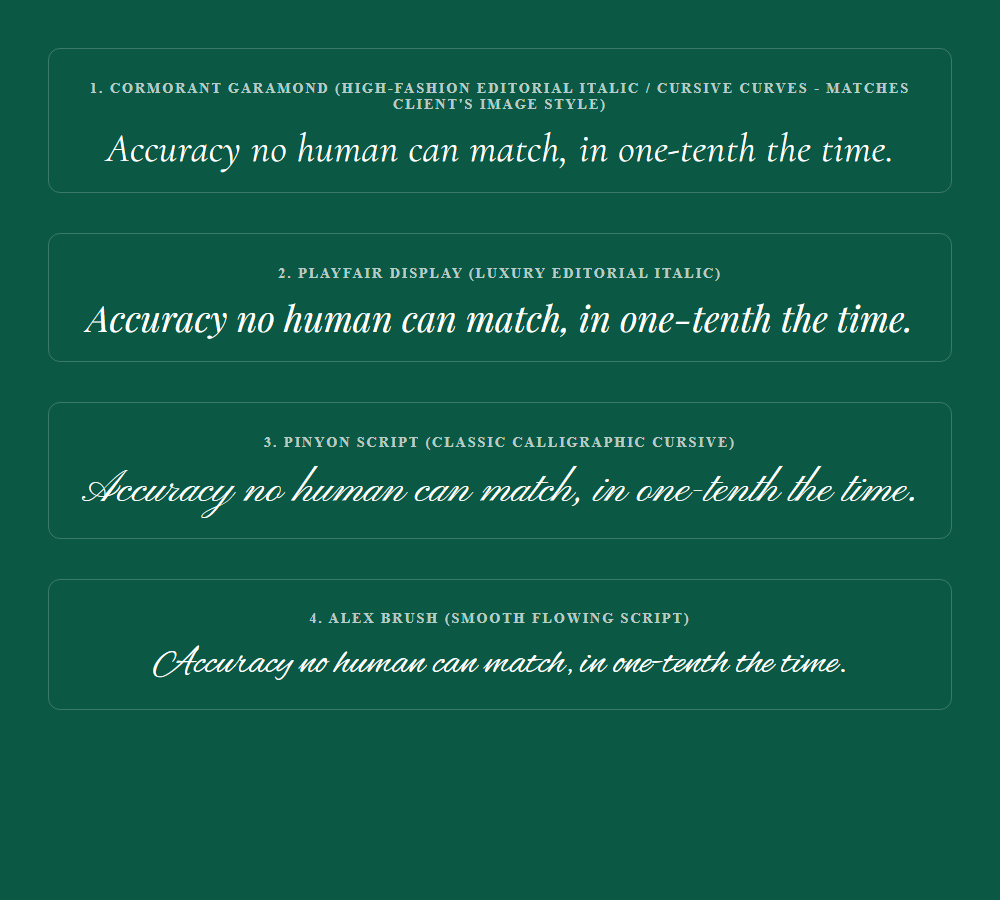 1. CORMORANT GARAMOND (HIGH-FASHION EDITORIAL ITALIC / CURSIVE CURVES - MATCHES
CLIENT'S IMAGE STYLE)
Accuracy no human can match, in one-tenth the time.
2. PLAYFAIR DISPLAY (LUXURY EDITORIAL ITALIC)
Accuracy no human can match, in one-tenth the time.
3. PINYON SCRIPT (CLASSIC CALLIGRAPHIC CURSIVE)
Accuracy no human can match, in one-tenth the time.
4. ALEX BRUSH (SMOOTH FLOWING SCRIPT)
Accuracy no human can match, in one-tenth the time.